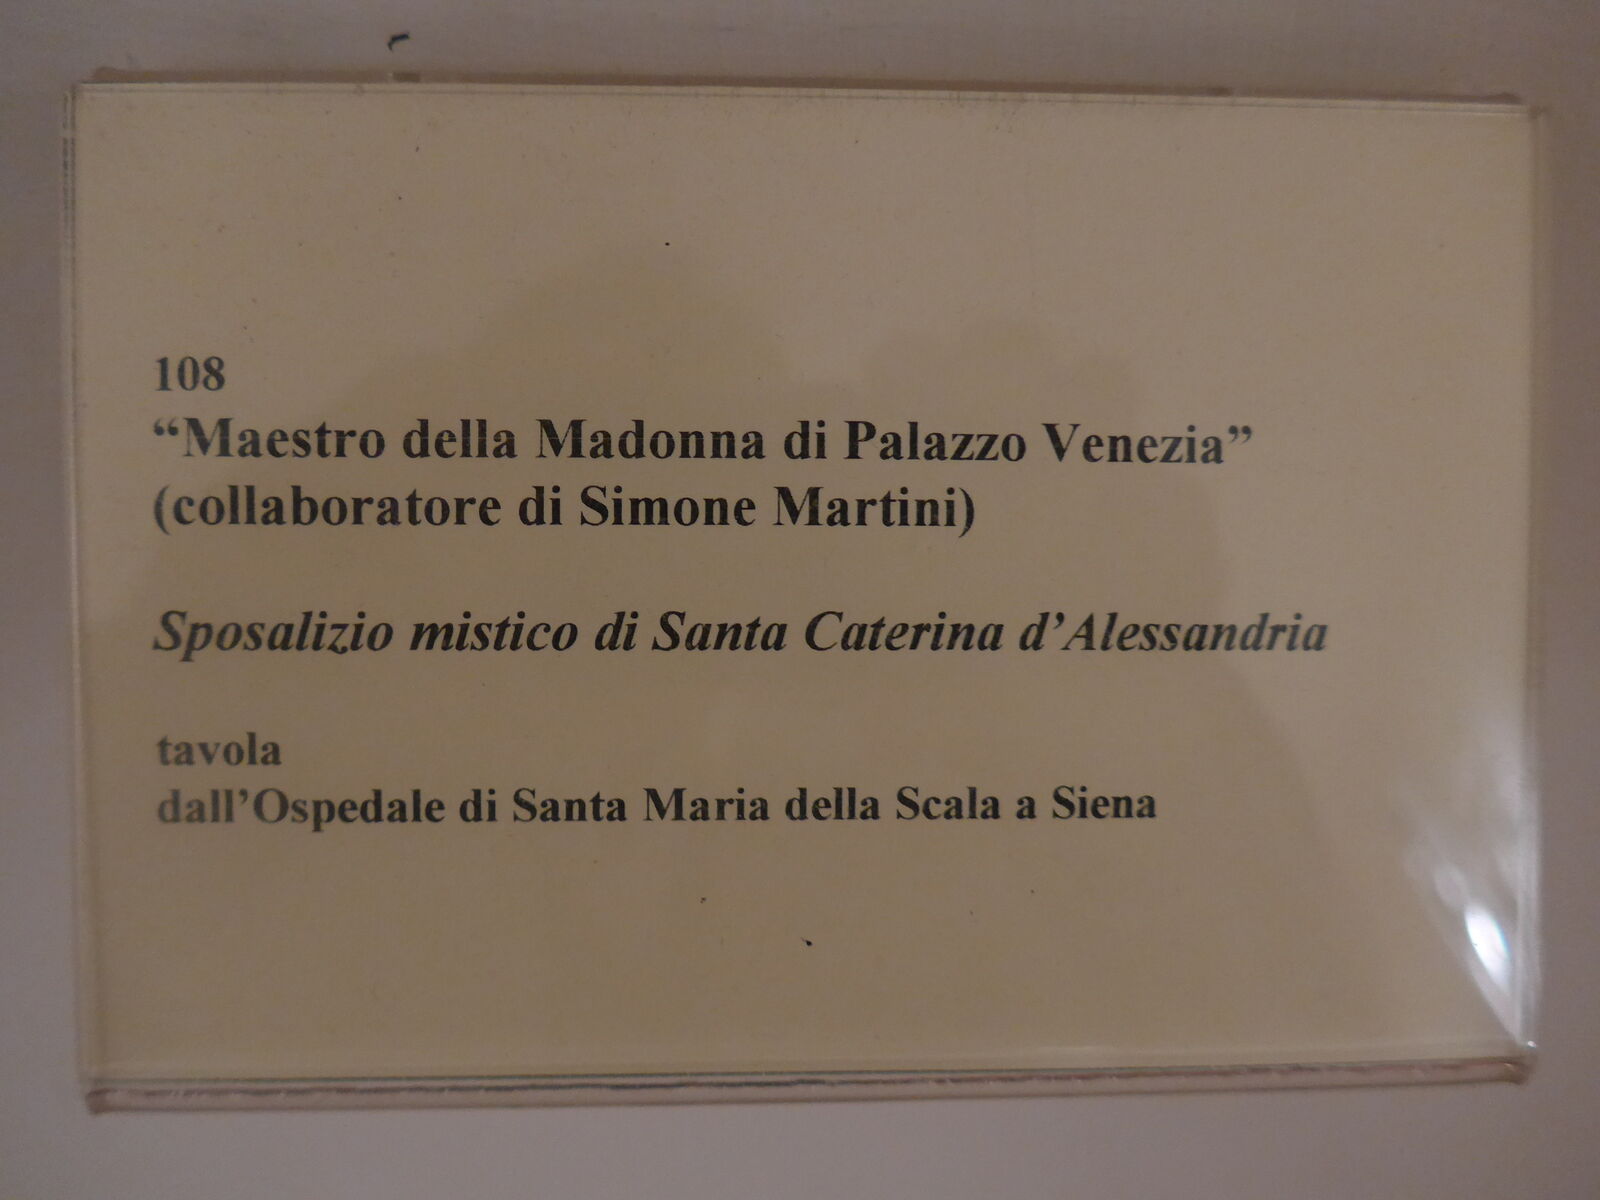 108
“Maestro della Madonna di Palazzo Venezia”
(collaboratore di Simone Martini)
Sposalizio mistico di Santa Caterina d’Alessandria
tavola
dall’Ospedale di Santa Maria della Scala a Siena